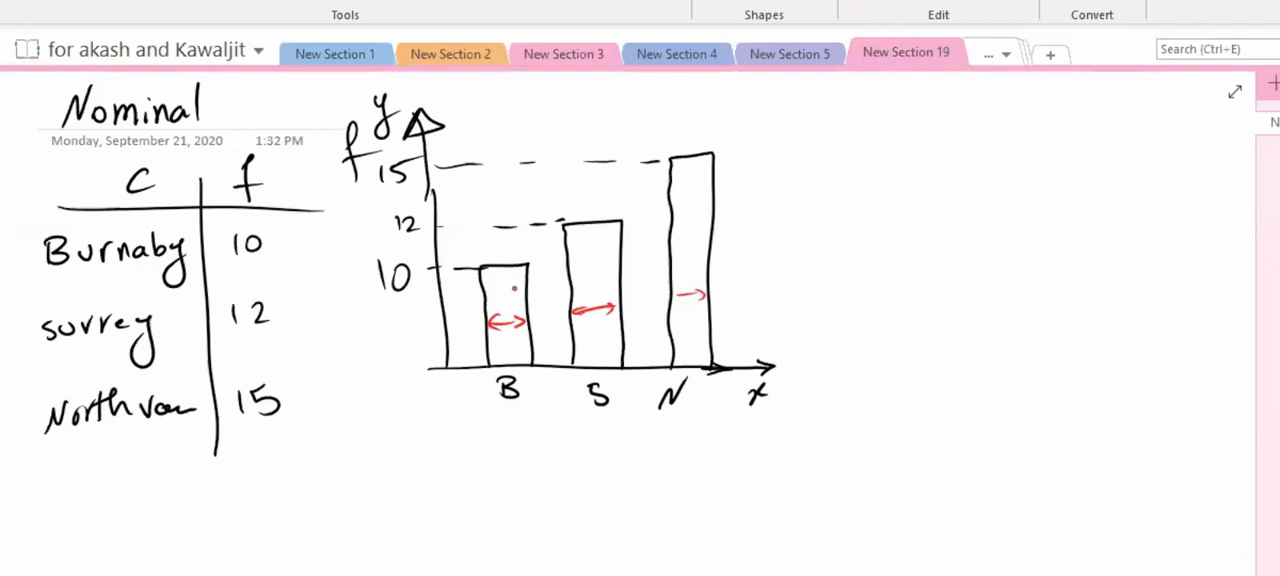 Tools Shapes Edit Convert
for akash and Kawaljit New Section 1 New Section 2 New Section 3 New Section 4 New Section 5 New Section 19 ... + Search (Ctrl+E)
Nominal
Monday, September 21, 2020 1:32 PM
C f
Burnaby 10
surrey 12
North van 15
y
f
15
12
10
B S N x
+
N